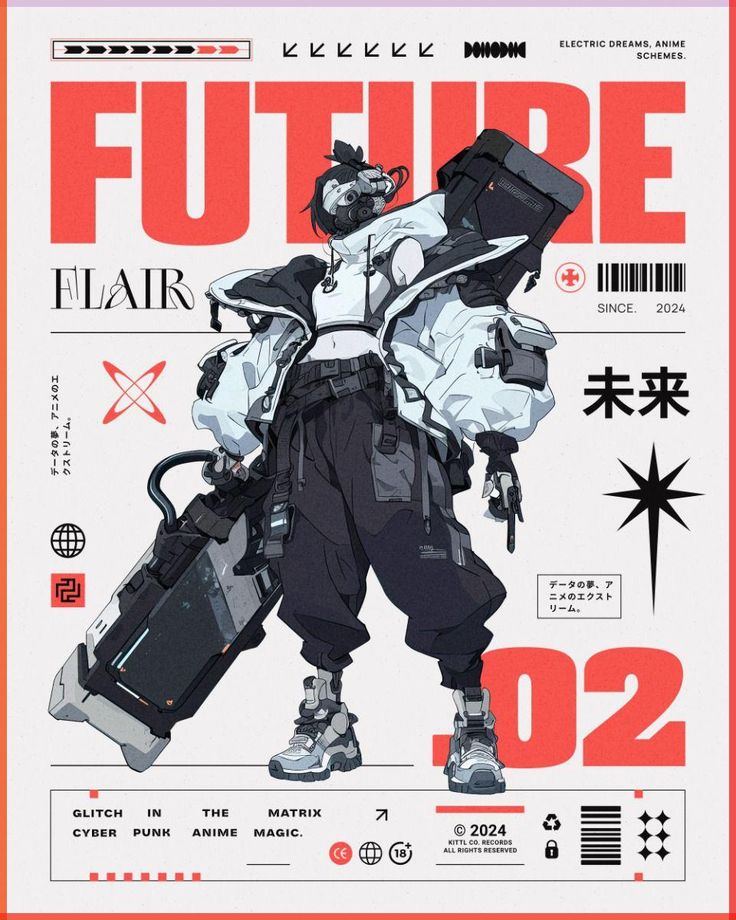 ELECTRIC DREAMS, ANIME
SCHEMES.
FUTURE
FLAIR
SINCE. 2024
未来
データの夢、アニメのエ
クストリーム。
データの夢、ア
ニメのエクスト
リーム。
.02
GLITCH IN THE MATRIX
CYBER PUNK ANIME MAGIC.
CE
18+
© 2024
KITTL CO. RECORDS
ALL RIGHTS RESERVED